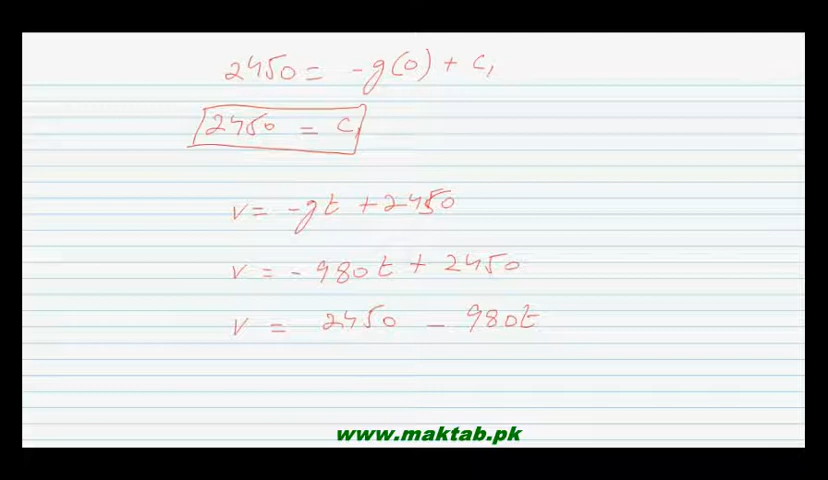 2450 = -g(0) + C₁
2450 = C₁
v = -gt + 2450
v = -980t + 2450
v = 2450 - 980t
www.maktab.pk